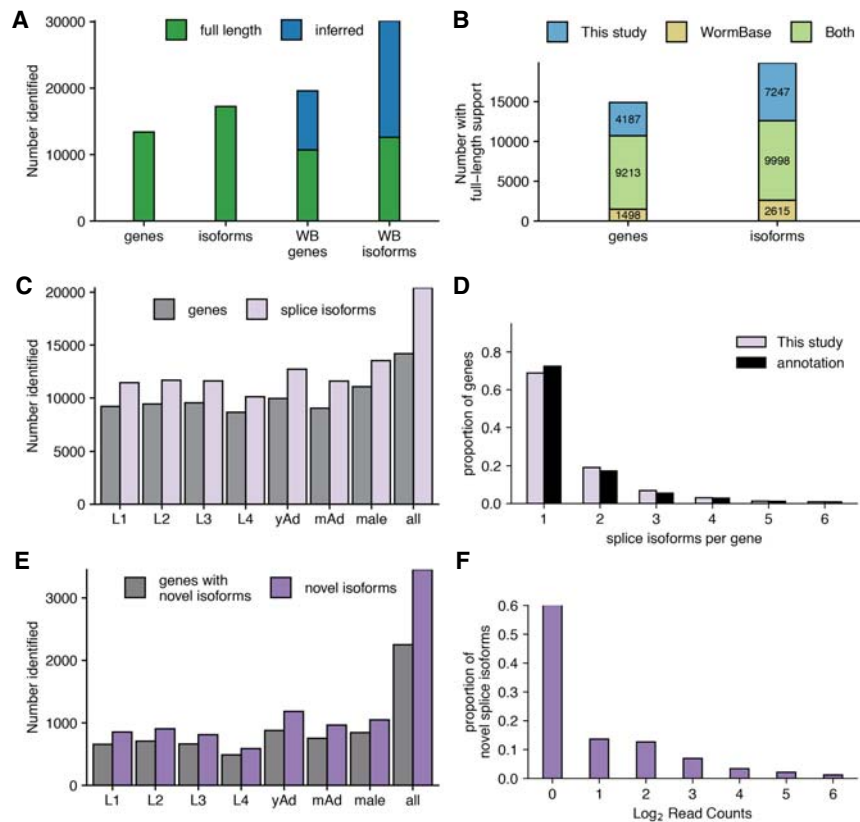 A
full length
inferred
Number identified
30000
20000
10000
0
genes
isoforms
WB
genes
WB
isoforms
B
This study
WormBase
Both
Number with
full-length support
15000
10000
5000
0
4187
9213
1498
7247
9998
2615
genes
isoforms
C
genes
splice isoforms
Number identified
20000
15000
10000
5000
0
L1
L2
L3
L4
yAd
mAd
male
all
D
This study
annotation
proportion of genes
0.8
0.6
0.4
0.2
0.0
1
2
3
4
5
6
splice isoforms per gene
E
genes with
novel isoforms
novel isoforms
Number identified
3000
2000
1000
0
L1
L2
L3
L4
yAd
mAd
male
all
F
proportion of
novel splice isoforms
0.6
0.5
0.4
0.3
0.2
0.1
0.0
0
1
2
3
4
5
6
Log₂ Read Counts